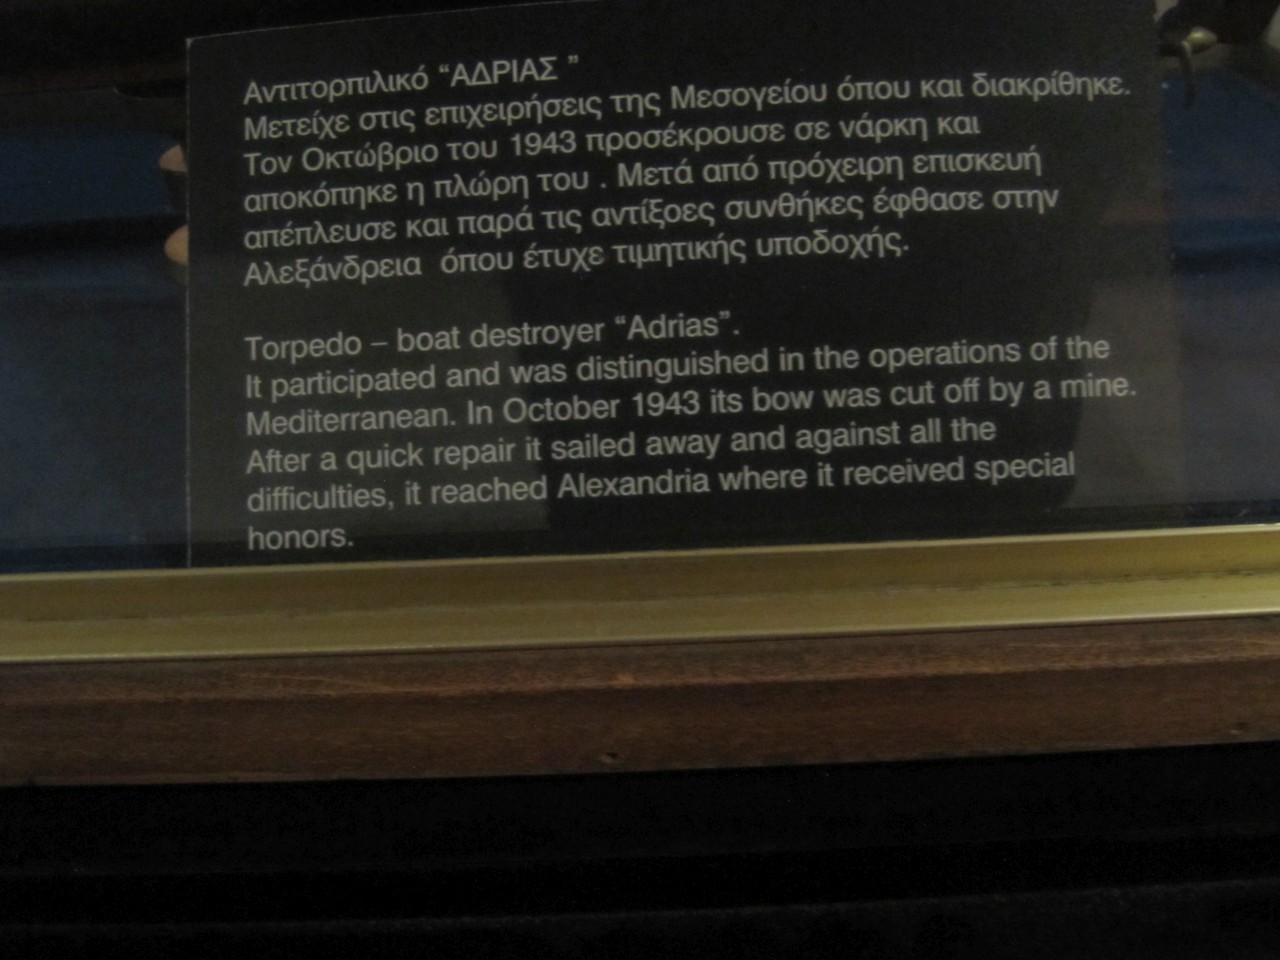 Αντιτορπιλικό “ΑΔΡΙΑΣ ”
Μετείχε στις επιχειρήσεις της Μεσογείου όπου και διακρίθηκε.
Τον Οκτώβριο του 1943 προσέκρουσε σε νάρκη και
αποκόπηκε η πλώρη του . Μετά από πρόχειρη επισκευή
απέπλευσε και παρά τις αντίξοες συνθήκες έφθασε στην
Αλεξάνδρεια όπου έτυχε τιμητικής υποδοχής.
Torpedo – boat destroyer “Adrias”.
It participated and was distinguished in the operations of the
Mediterranean. In October 1943 its bow was cut off by a mine.
After a quick repair it sailed away and against all the
difficulties, it reached Alexandria where it received special
honors.